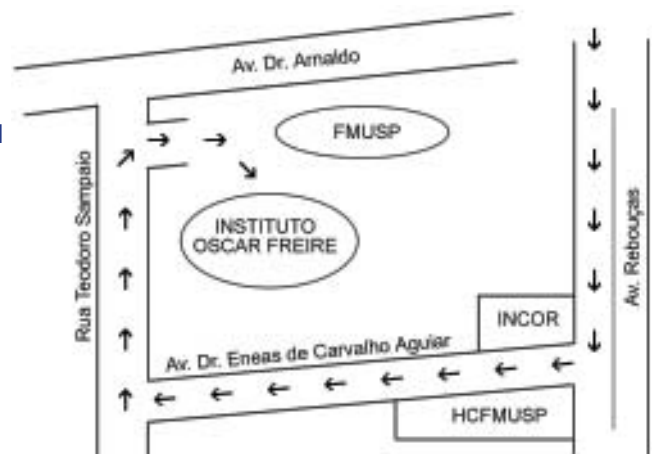 Av. Dr. Arnaldo
FMUSP
Rua Teodoro Sampaio
INSTITUTO
OSCAR FREIRE
Av. Rebouças
INCOR
Av. Dr. Eneas de Carvalho Aguiar
HCFMUSP